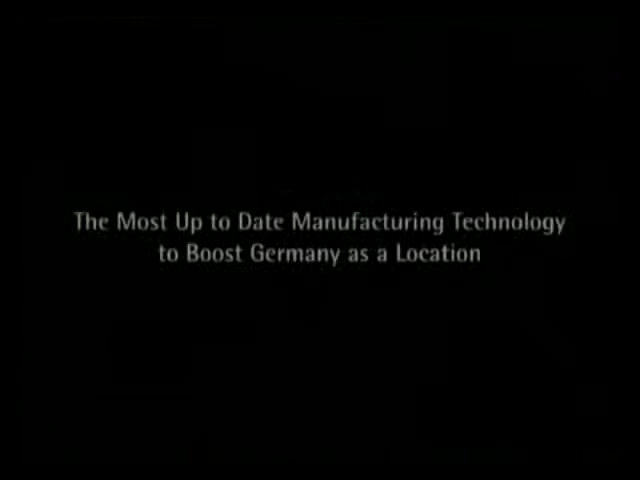 The Most Up to Date Manufacturing Technology
to Boost Germany as a Location